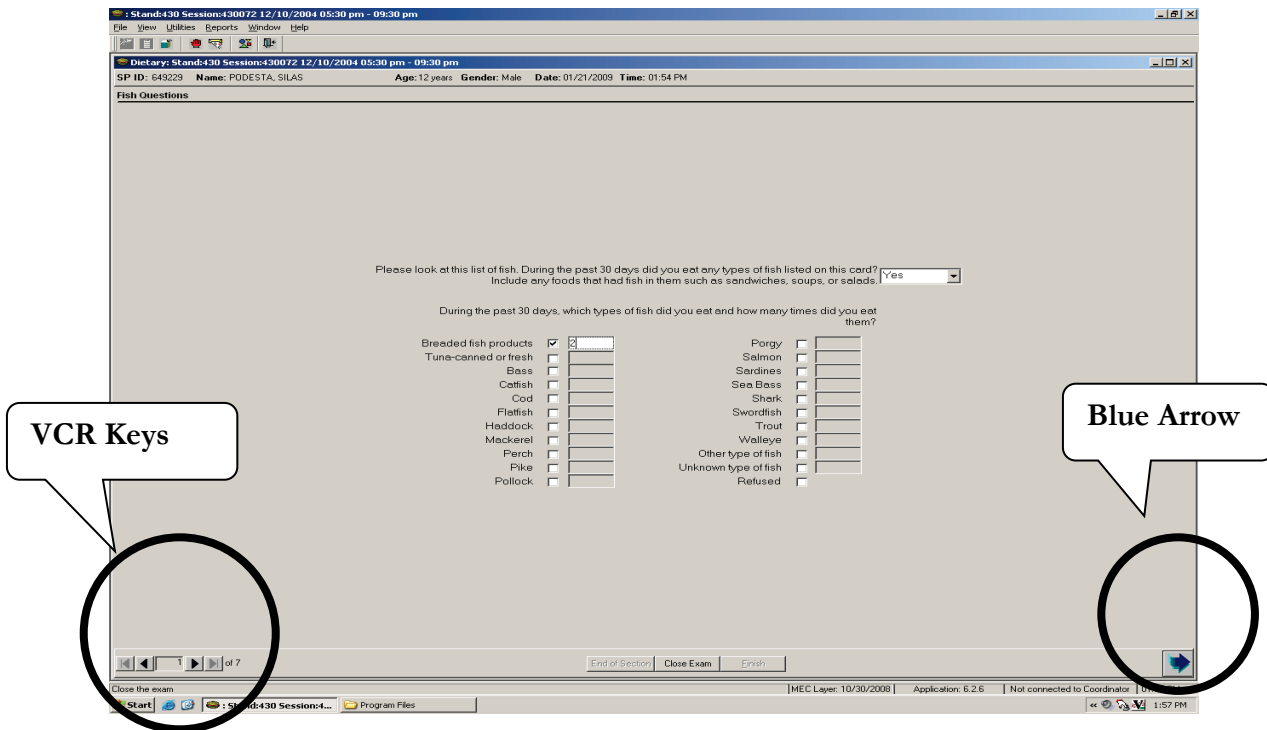 : Stand:430 Session:430072 12/10/2004 05:30 pm - 09:30 pm
File View Utilities Reports Window Help
Dietary: Stand:430 Session:430072 12/10/2004 05:30 pm - 09:30 pm
SP ID: 649229 Name: PODESTA, SILAS Age: 12 years Gender: Male Date: 01/21/2009 Time: 01:54 PM
Fish Questions
Please look at this list of fish. During the past 30 days did you eat any types of fish listed on this card?
Include any foods that had fish in them such as sandwiches, soups, or salads.
Yes
During the past 30 days, which types of fish did you eat and how many times did you eat
them?
Breaded fish products 2 Porgy
Tuna-canned or fresh Salmon
Bass Sardines
Catfish Sea Bass
Cod Shark
Flatfish Swordfish
Haddock Trout
Mackerel Walleye
Perch Other type of fish
Pike Unknown type of fish
Pollock Refused
VCR Keys
Blue Arrow
1 of 7 End of Section Close Exam Finish
Close the exam MEC Layer: 10/30/2008 Application: 6.2.6 Not connected to Coordinator
Start : Stand:430 Session:4... Program Files 1:57 PM